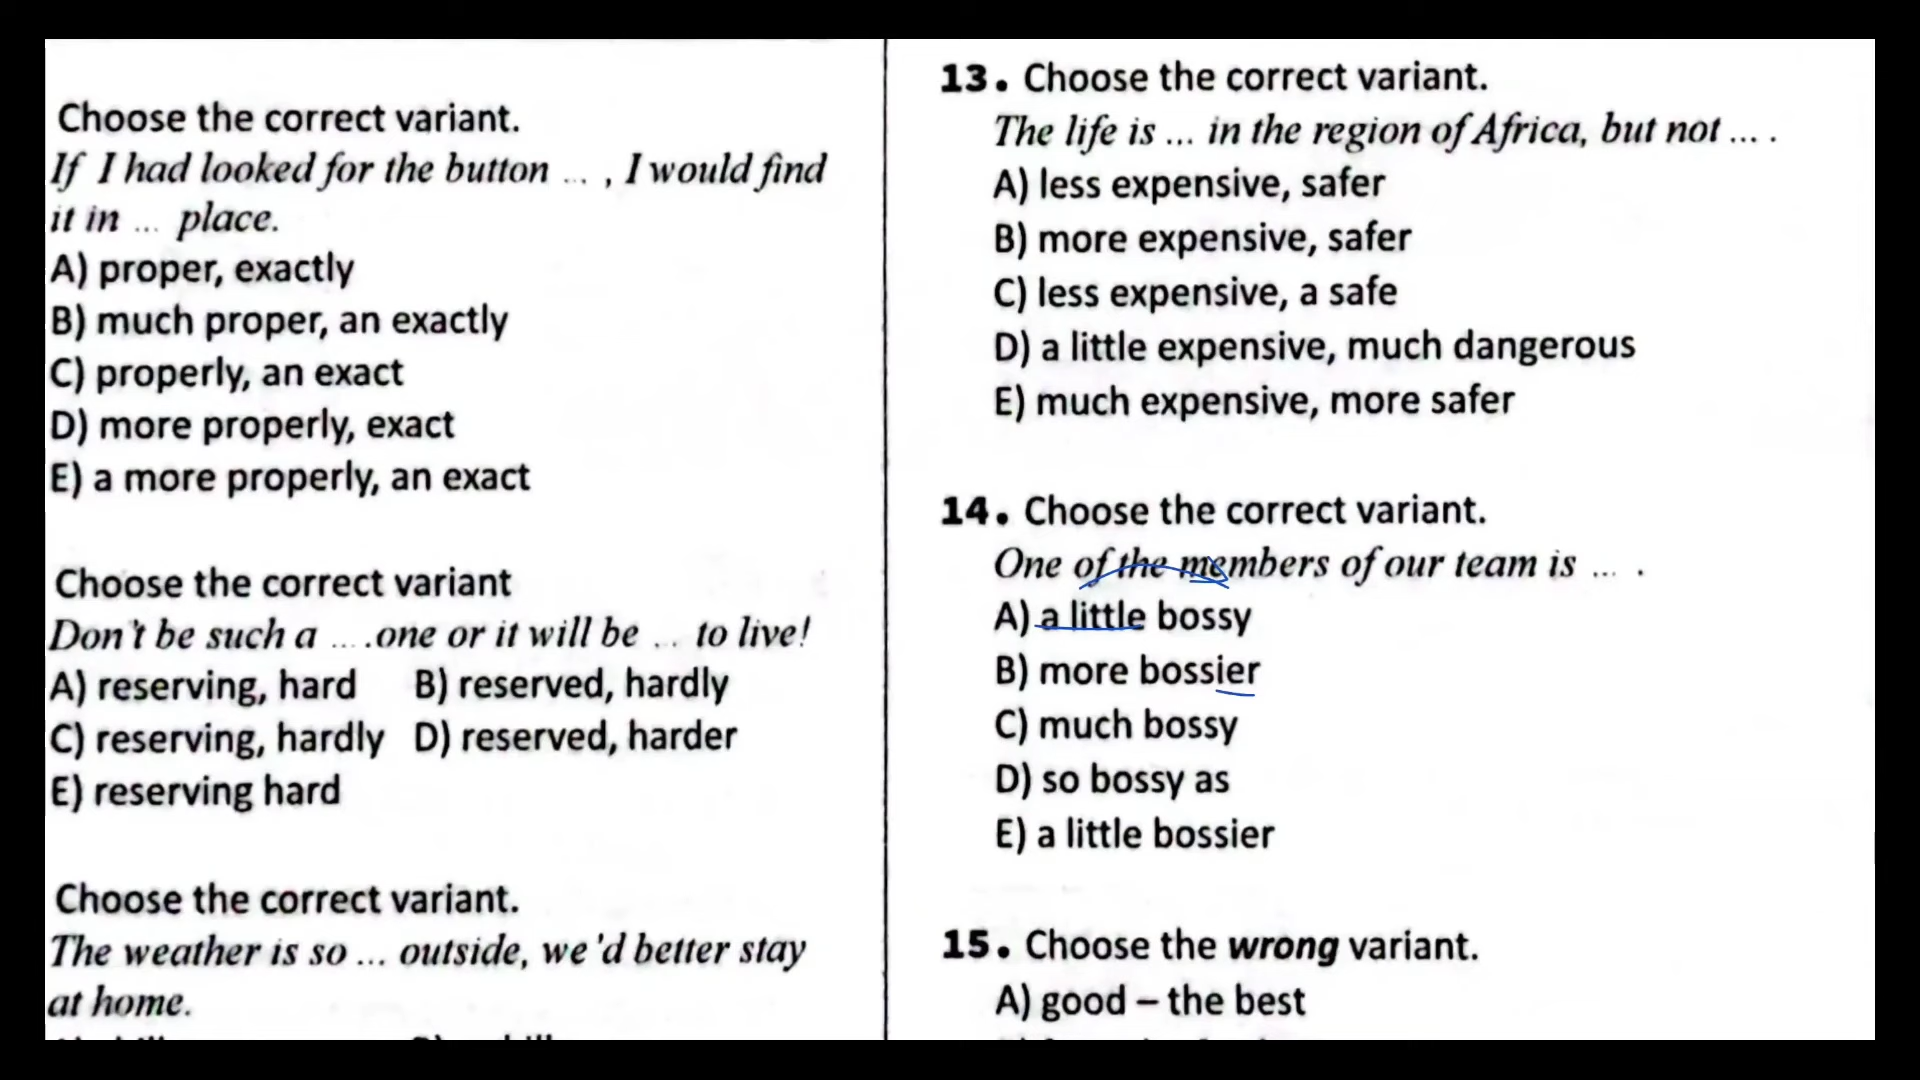 Choose the correct variant.
If I had looked for the button ... , I would find
it in ... place.
A) proper, exactly
B) much proper, an exactly
C) properly, an exact
D) more properly, exact
E) a more properly, an exact
Choose the correct variant
Don't be such a ....one or it will be ... to live!
A) reserving, hard B) reserved, hardly
C) reserving, hardly D) reserved, harder
E) reserving hard
Choose the correct variant.
The weather is so ... outside, we'd better stay
at home.
13. Choose the correct variant.
The life is ... in the region of Africa, but not ... .
A) less expensive, safer
B) more expensive, safer
C) less expensive, a safe
D) a little expensive, much dangerous
E) much expensive, more safer
14. Choose the correct variant.
One of the members of our team is ... .
A) a little bossy
B) more bossier
C) much bossy
D) so bossy as
E) a little bossier
15. Choose the wrong variant.
A) good – the best